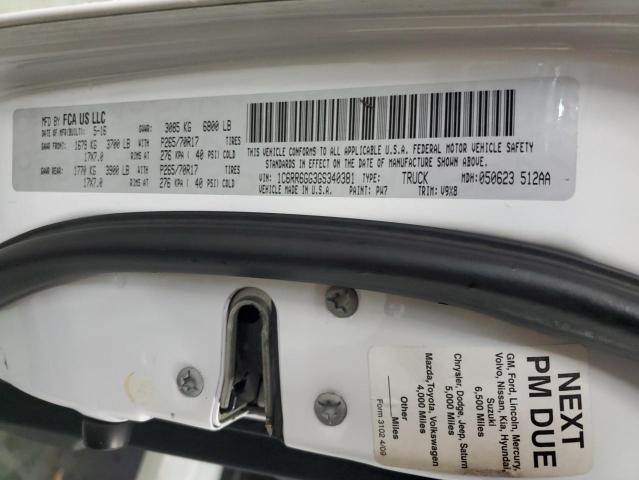 MFD BY FCA US LLC
DATE OF MFR(BUILT): 5-16 GVWR: 3085 KG 6800 LB
GAWR FRONT: 1679 KG 3700 LB WITH P265/70R17 TIRES
17X7.0 RIMS AT 276 KPA ( 40 PSI) COLD
GAWR REAR: 1770 KG 3900 LB WITH P265/70R17 TIRES
17X7.0 RIMS AT 276 KPA ( 40 PSI) COLD
THIS VEHICLE CONFORMS TO ALL APPLICABLE U.S.A. FEDERAL MOTOR VEHICLE SAFETY
STANDARDS IN EFFECT ON THE DATE OF MANUFACTURE SHOWN ABOVE.
VIN: 1C6RR6GG3GS340381 TYPE: TRUCK MDH: 050623 512AA
VEHICLE MADE IN U.S.A. PAINT: PW7 TRIM: V9X8
NEXT
PM DUE
GM, Ford, Lincoln, Mercury,
Volvo, Nissan, Kia, Hyundai,
Suzuki
6,500 Miles
Chrysler, Dodge, Jeep, Saturn
5,000 Miles
Mazda, Toyota, Volkswagen
4,000 Miles
Other
Miles
Form 3102 4/09